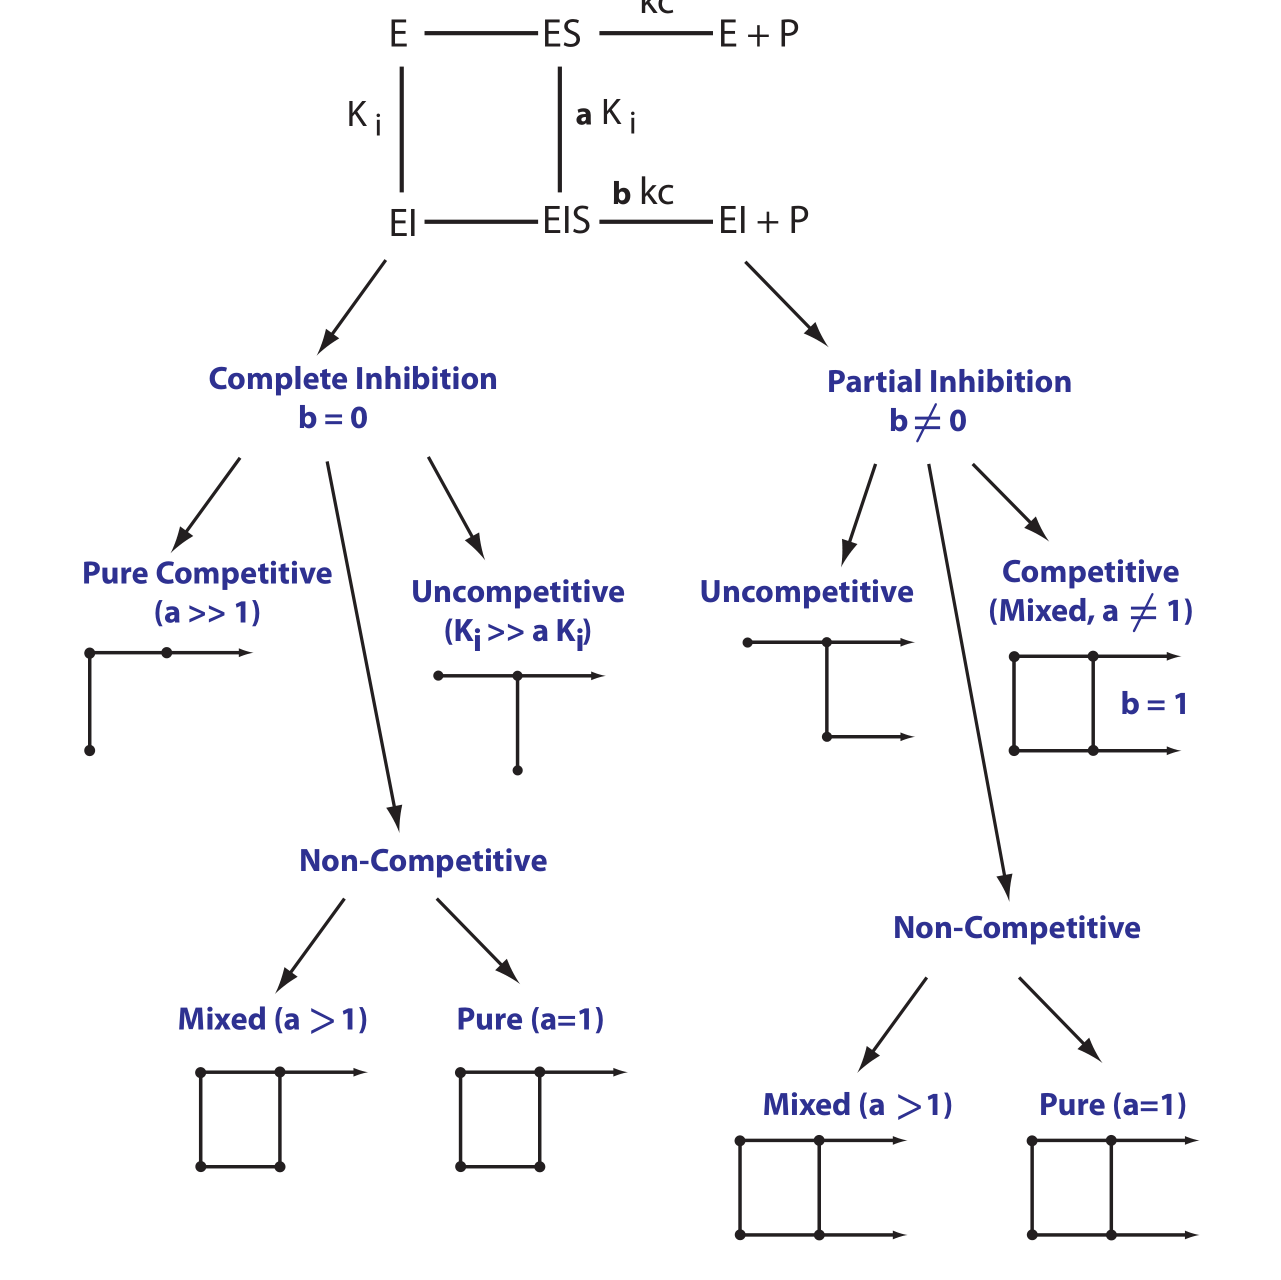 kc
E ES E + P
K i a K i
b kc
EI EIS EI + P
Complete Inhibition
b = 0
Partial Inhibition
b ≠ 0
Pure Competitive
(a >> 1)
Uncompetitive
(Ki >> a Ki)
Uncompetitive
Competitive
(Mixed, a ≠ 1)
b = 1
Non-Competitive
Mixed (a > 1)
Pure (a=1)
Non-Competitive
Mixed (a >1)
Pure (a=1)